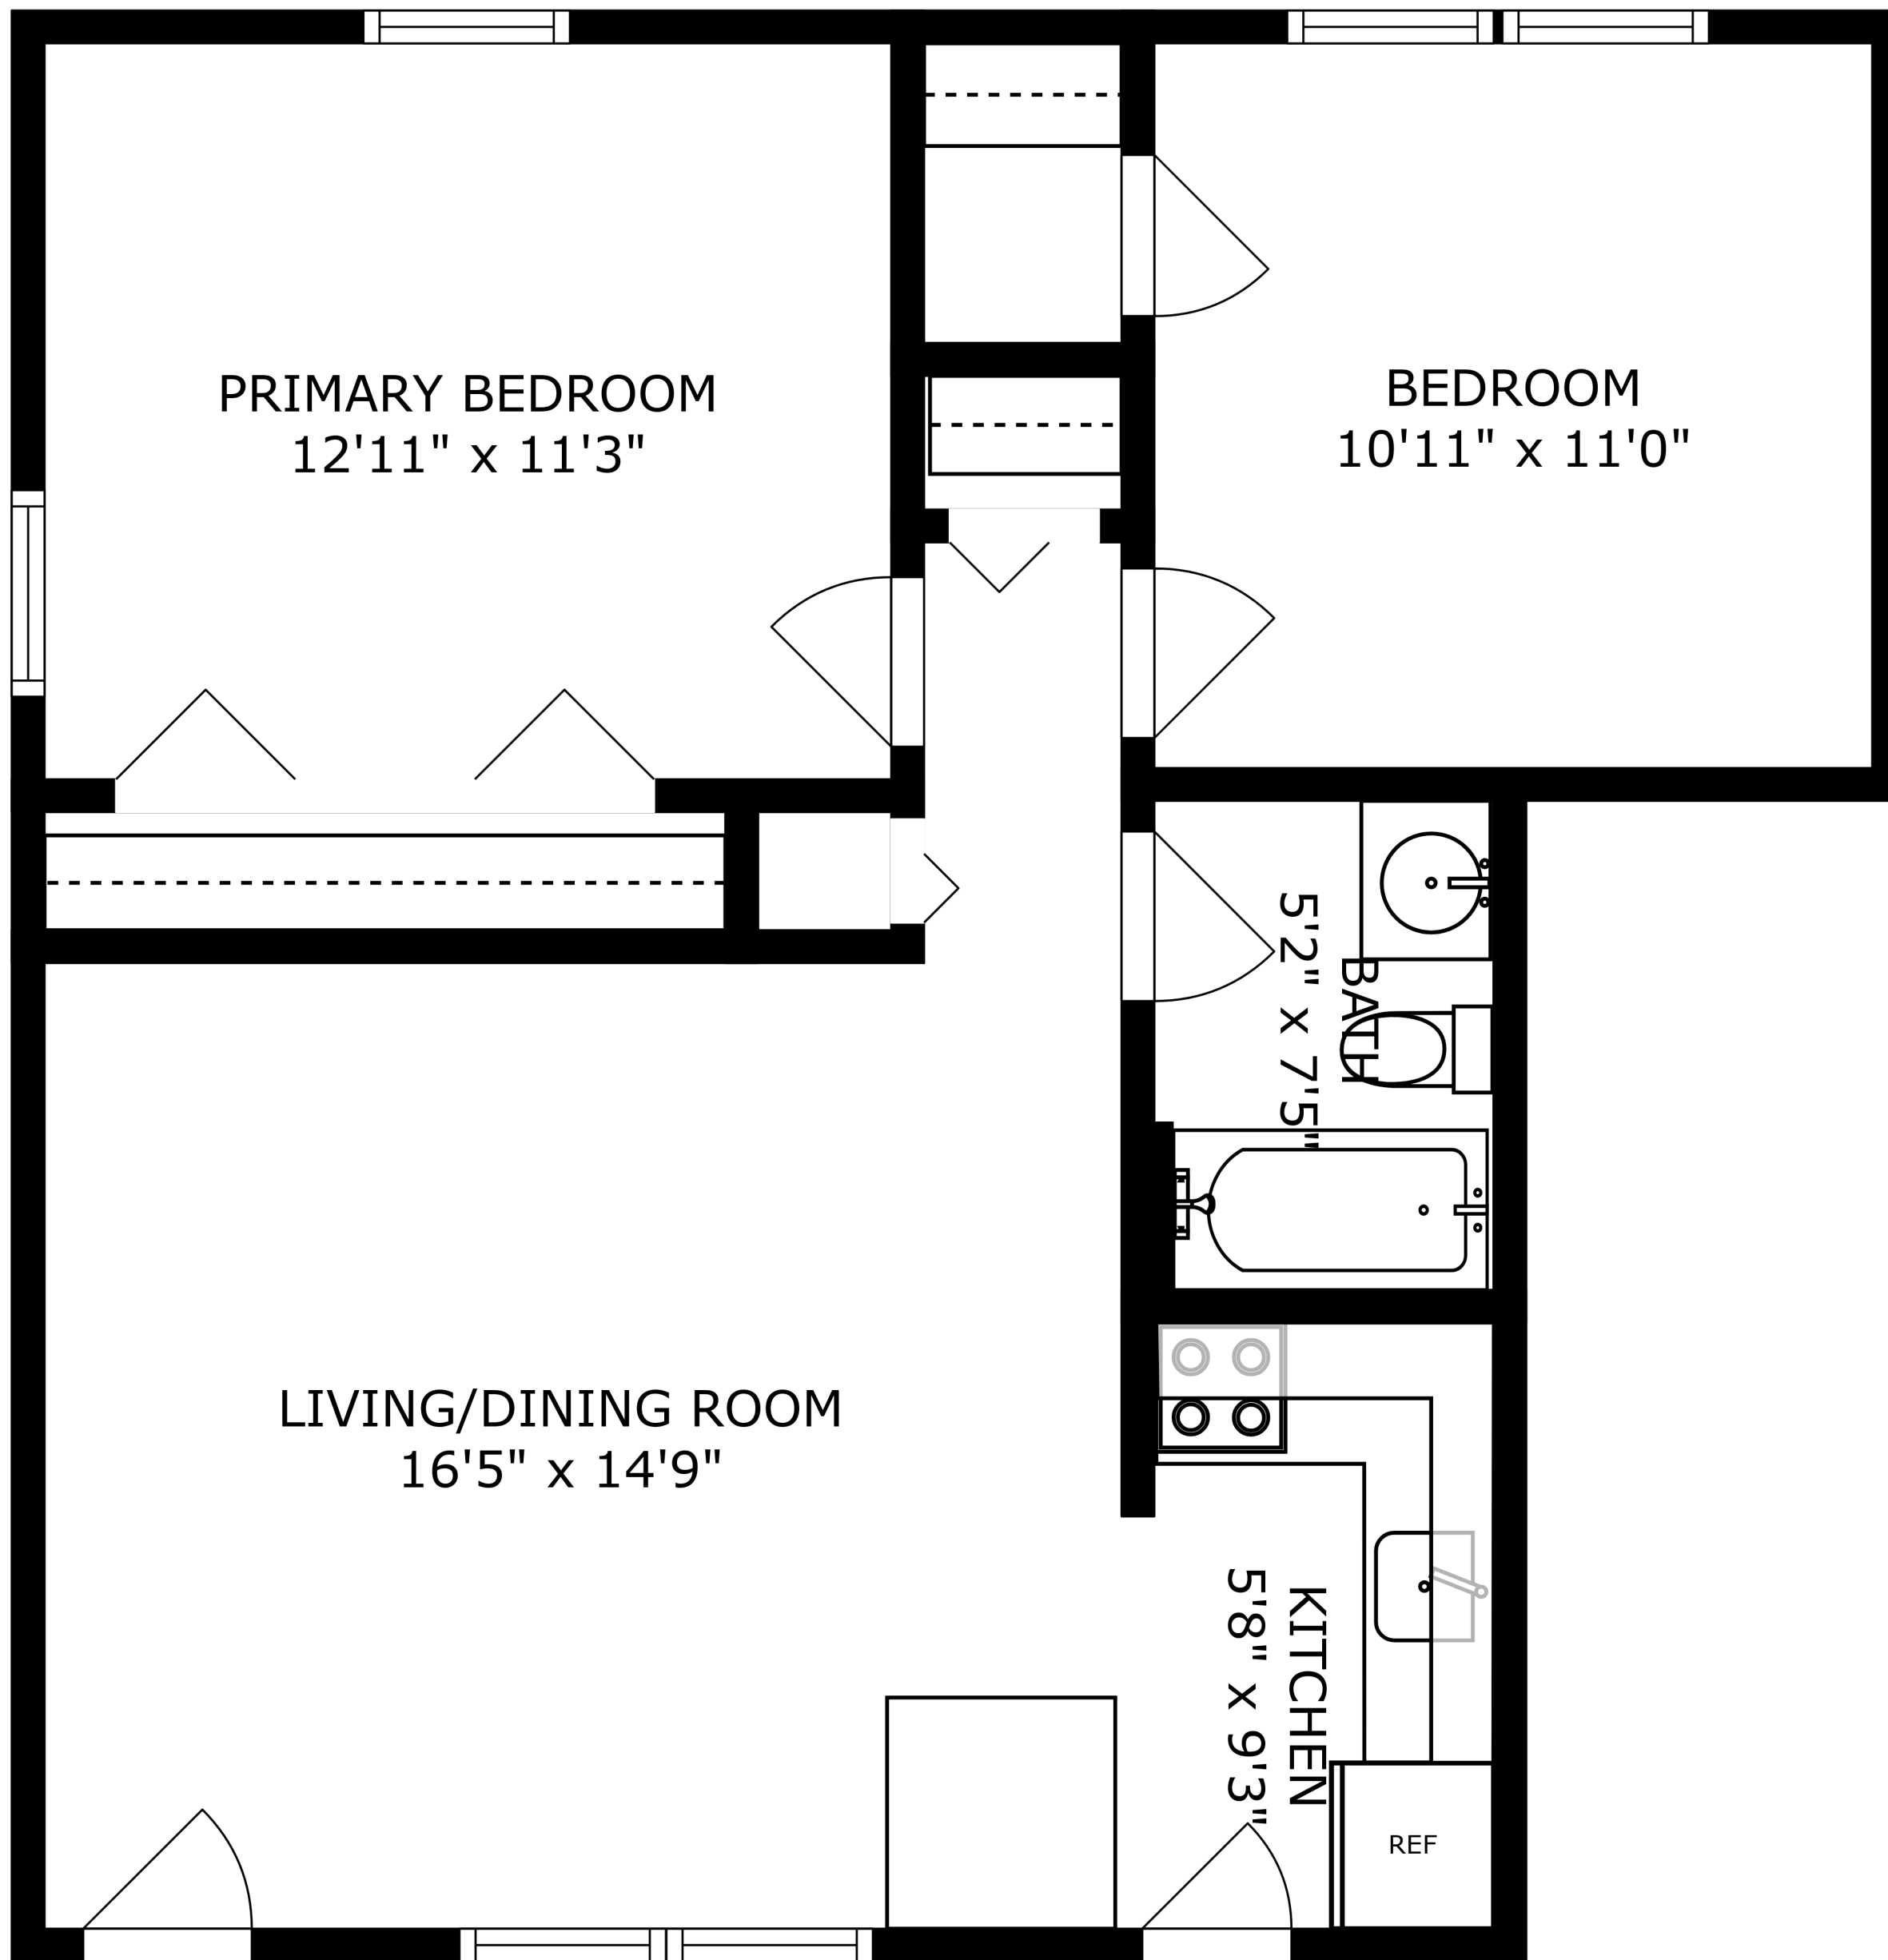 PRIMARY BEDROOM
12'11" x 11'3"
BEDROOM
10'11" x 11'0"
BATH
5'2" x 7'5"
LIVING/DINING ROOM
16'5" x 14'9"
KITCHEN
5'8" x 9'3"
REF